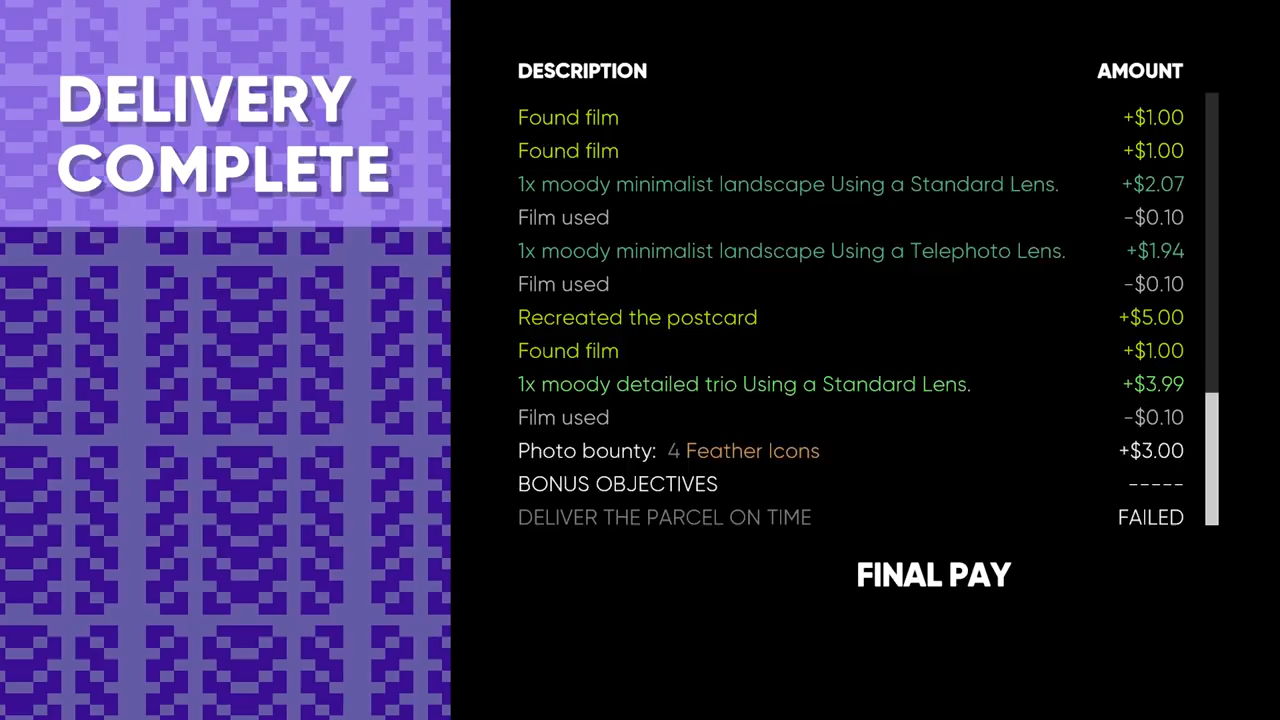 DELIVERY
COMPLETE
DESCRIPTION AMOUNT
Found film +$1.00
Found film +$1.00
1x moody minimalist landscape Using a Standard Lens. +$2.07
Film used -$0.10
1x moody minimalist landscape Using a Telephoto Lens. +$1.94
Film used -$0.10
Recreated the postcard +$5.00
Found film +$1.00
1x moody detailed trio Using a Standard Lens. +$3.99
Film used -$0.10
Photo bounty: 4 Feather Icons +$3.00
BONUS OBJECTIVES -----
DELIVER THE PARCEL ON TIME FAILED
FINAL PAY